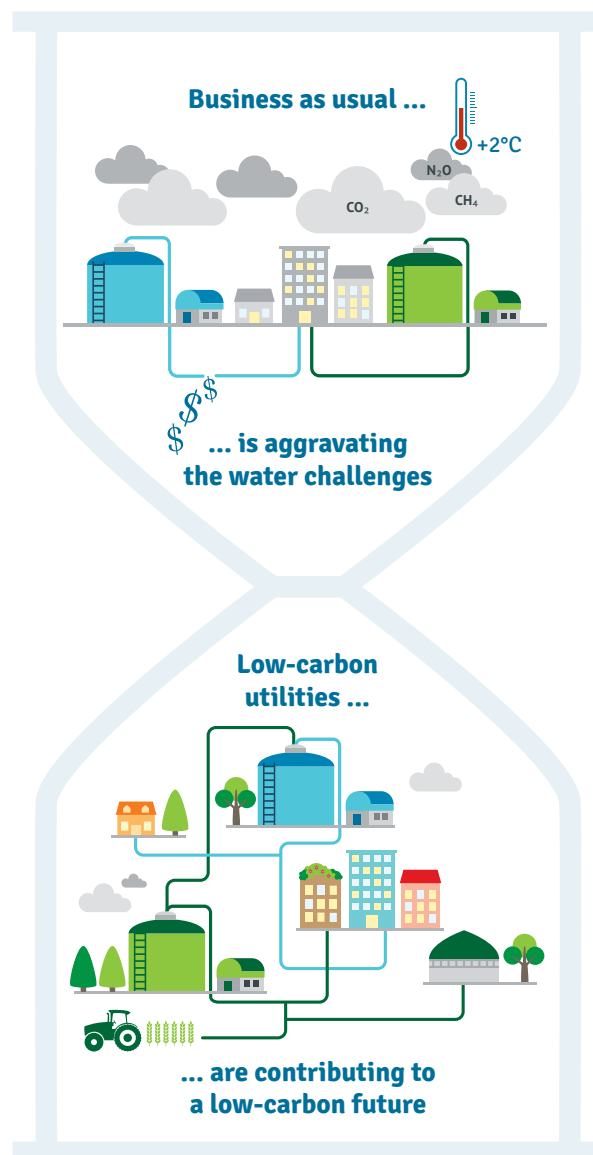 Business as usual ...
+2°C
N₂O
CO₂
CH₄
$
$
$
... is aggravating
the water challenges
Low-carbon
utilities ...
... are contributing to
a low-carbon future